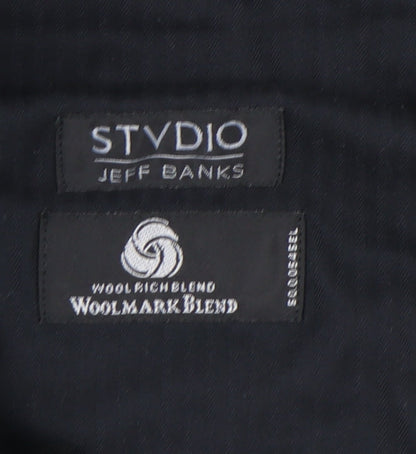 STVDIO
JEFF BANKS
WOOL RICH BLEND
WOOLMARK BLEND